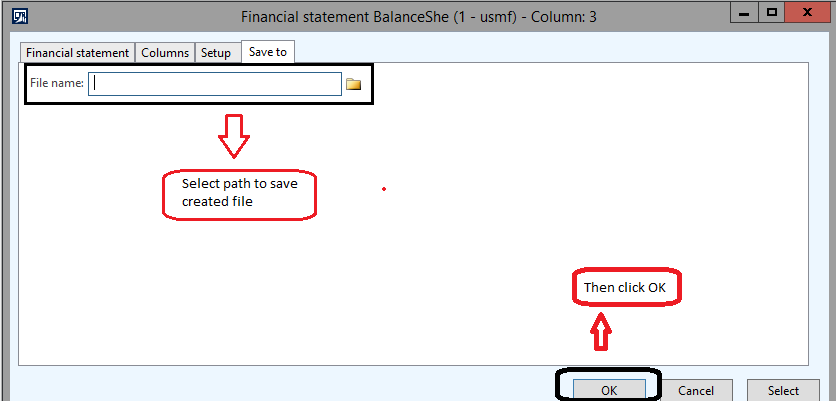 Financial statement BalanceShe (1 - usmf) - Column: 3
Financial statement Columns Setup Save to
File name:
Select path to save
created file
Then click OK
OK Cancel Select